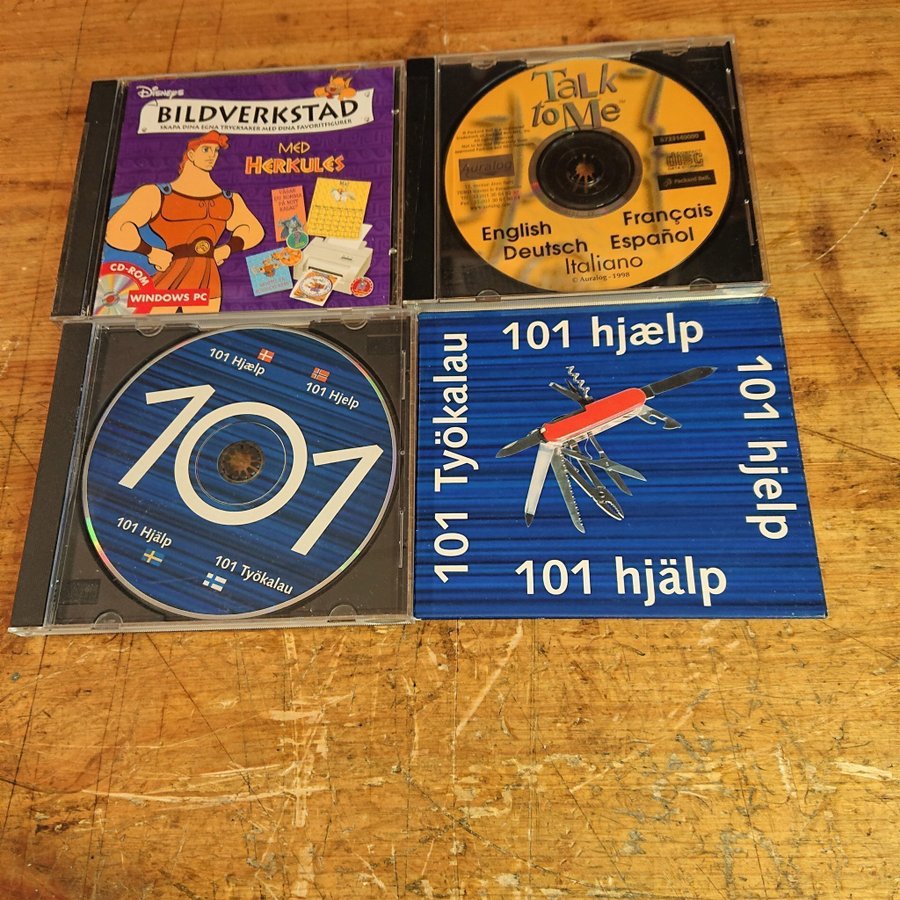 Disney's
BILDVERKSTAD
SKAPA DINA EGNA TRYCKSAKER MED DINA FAVORITFIGURER
MED
HERKULES
CD-ROM
WINDOWS PC
Talk
to Me
Auralog
6733140000
Packard Bell
English
Français
Deutsch
Español
Italiano
© Auralog - 1998
101 Hjælp
101 Hjelp
101
101 Hjälp
101 Työkalau
101 hjælp
101 Työkalau
101 hjelp
101 hjälp